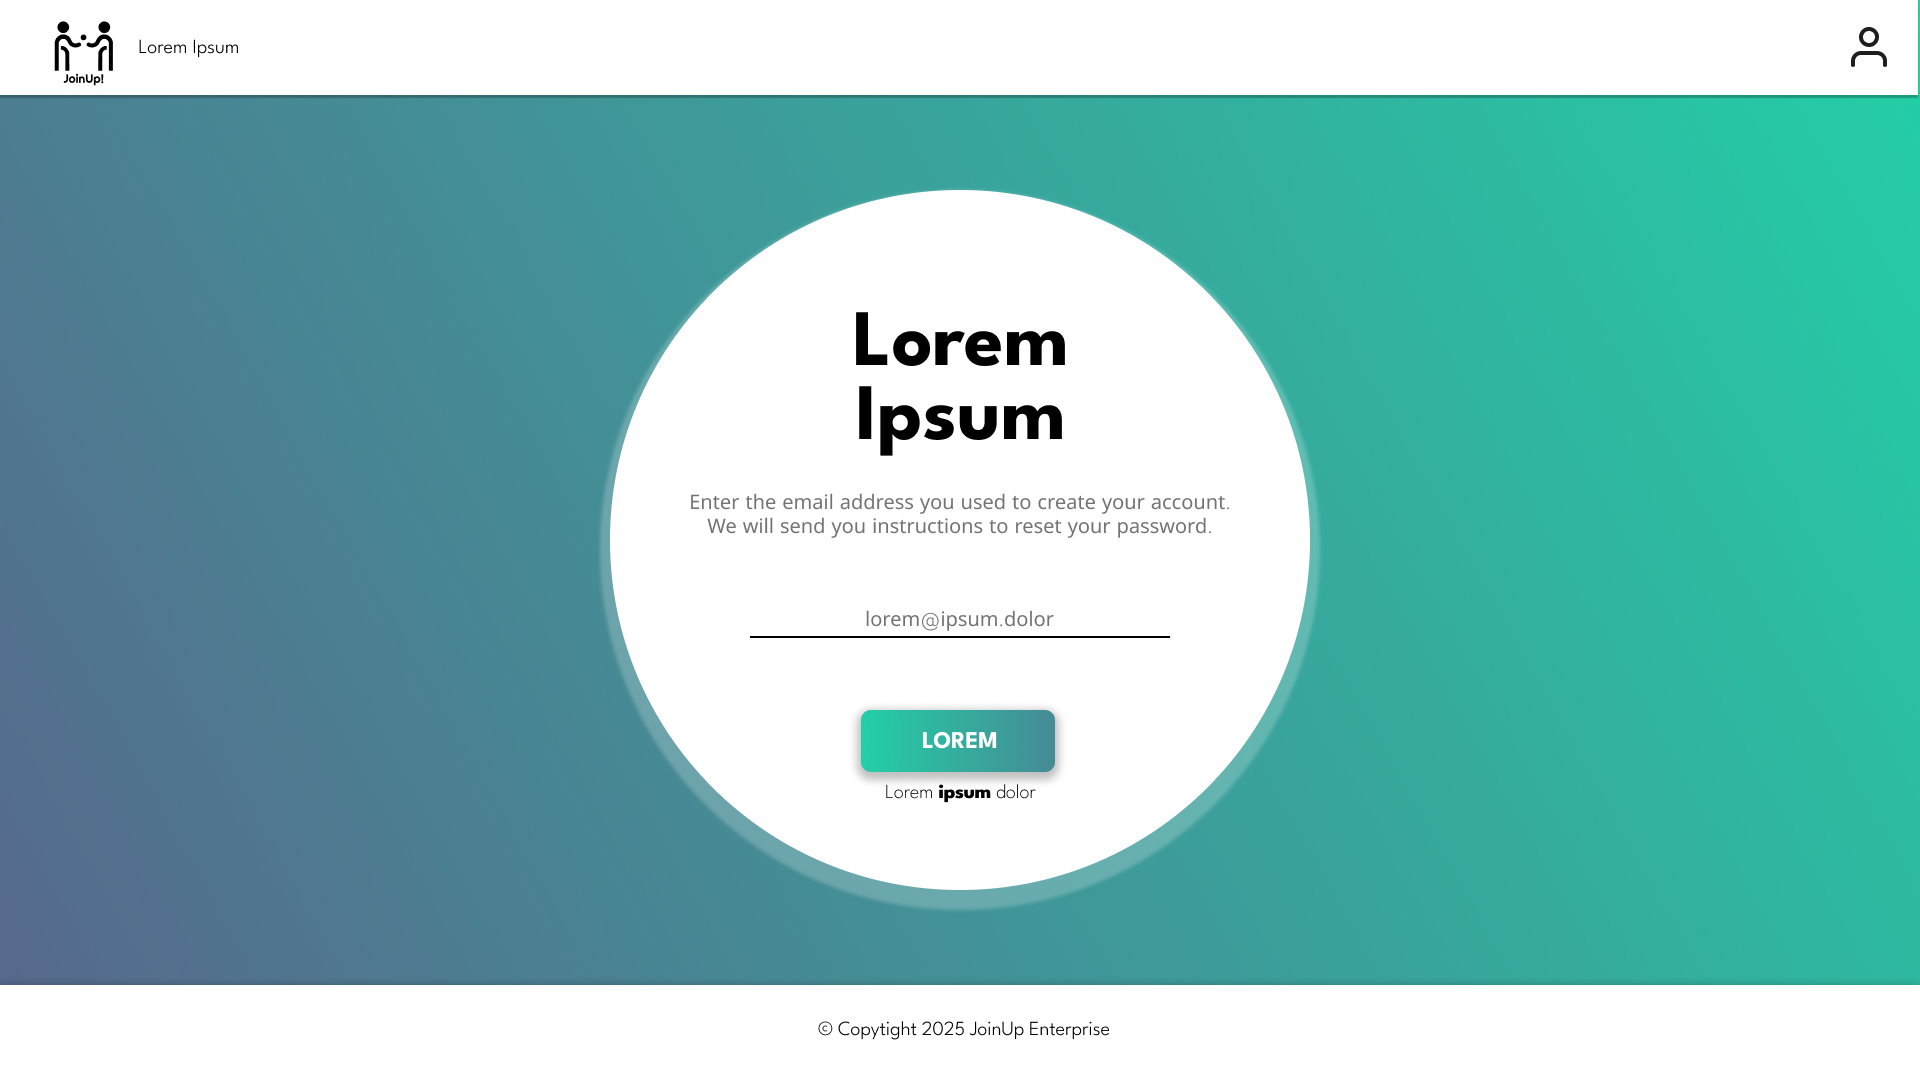 JoinUp!
Lorem Ipsum
Lorem
Ipsum
Enter the email address you used to create your account.
We will send you instructions to reset your password.
lorem@ipsum.dolor
LOREM
Lorem ipsum dolor
© Copytight 2025 JoinUp Enterprise